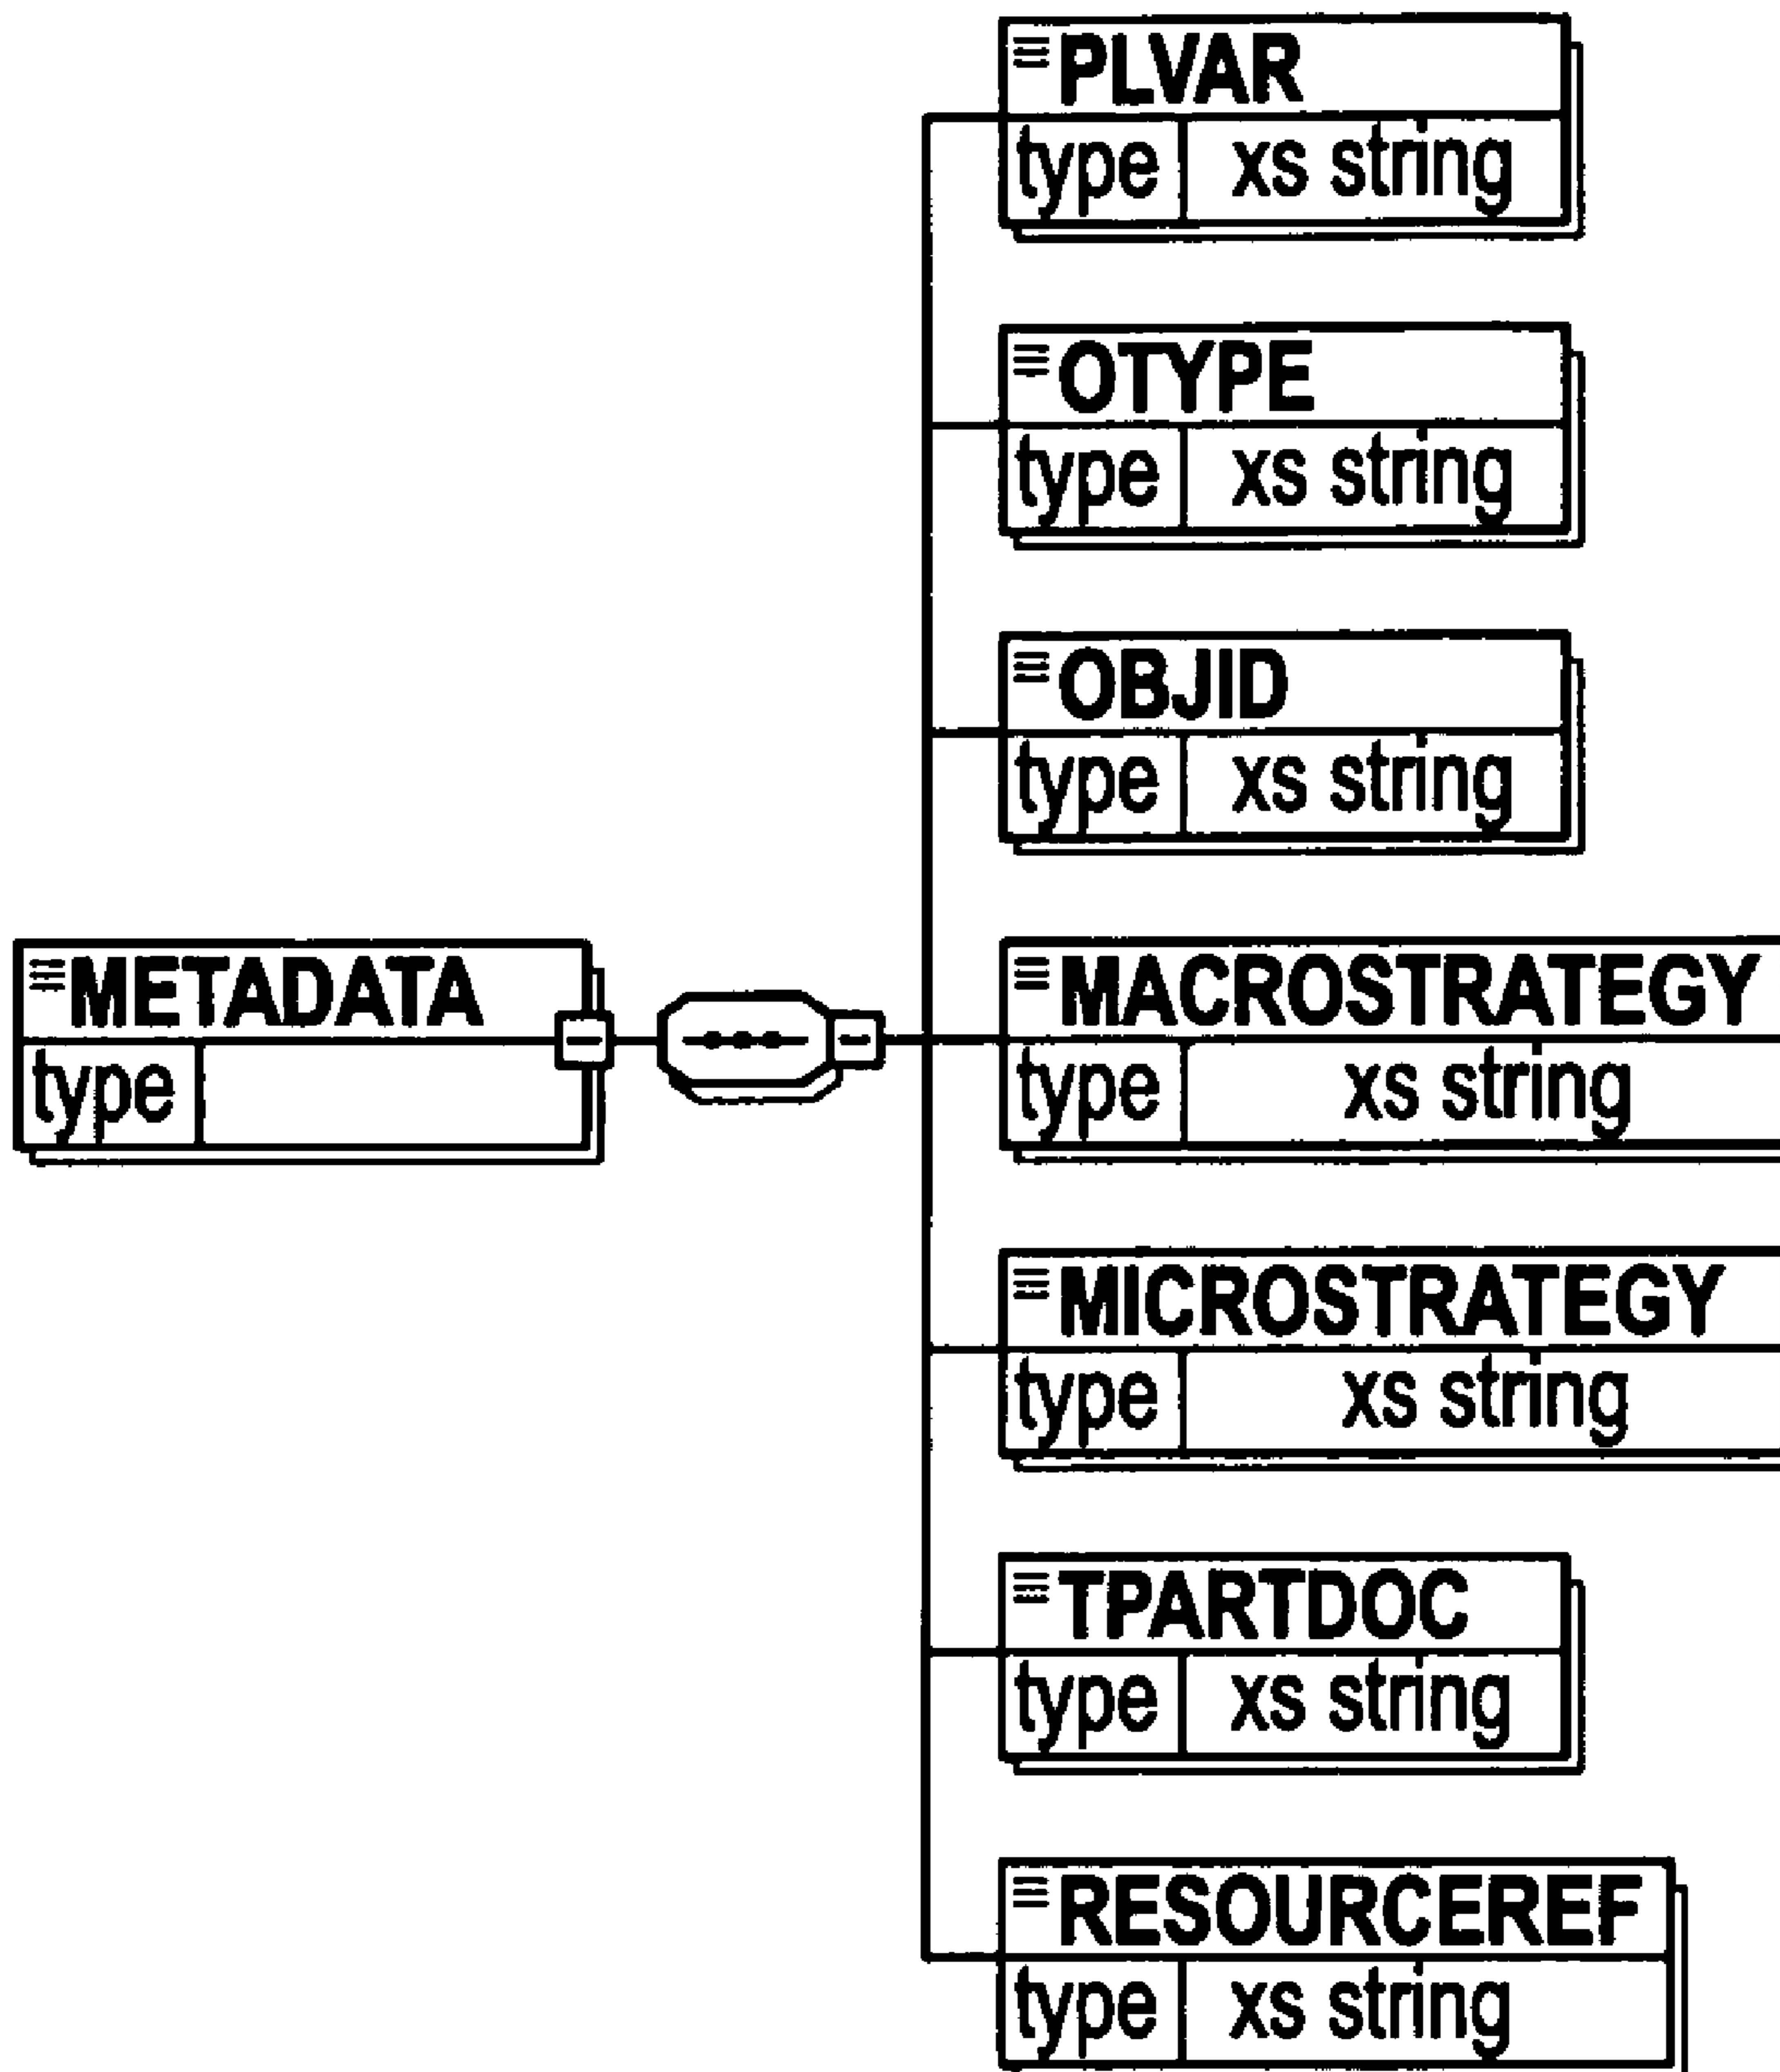 PLVAR
type xs string
OTYPE
type xs string
OBJID
type xs string
METADATA
type
MACROSTRATEGY
type xs string
MICROSTRATEGY
type xs string
TPARTDOC
type xs string
RESOURCEREF
type xs string